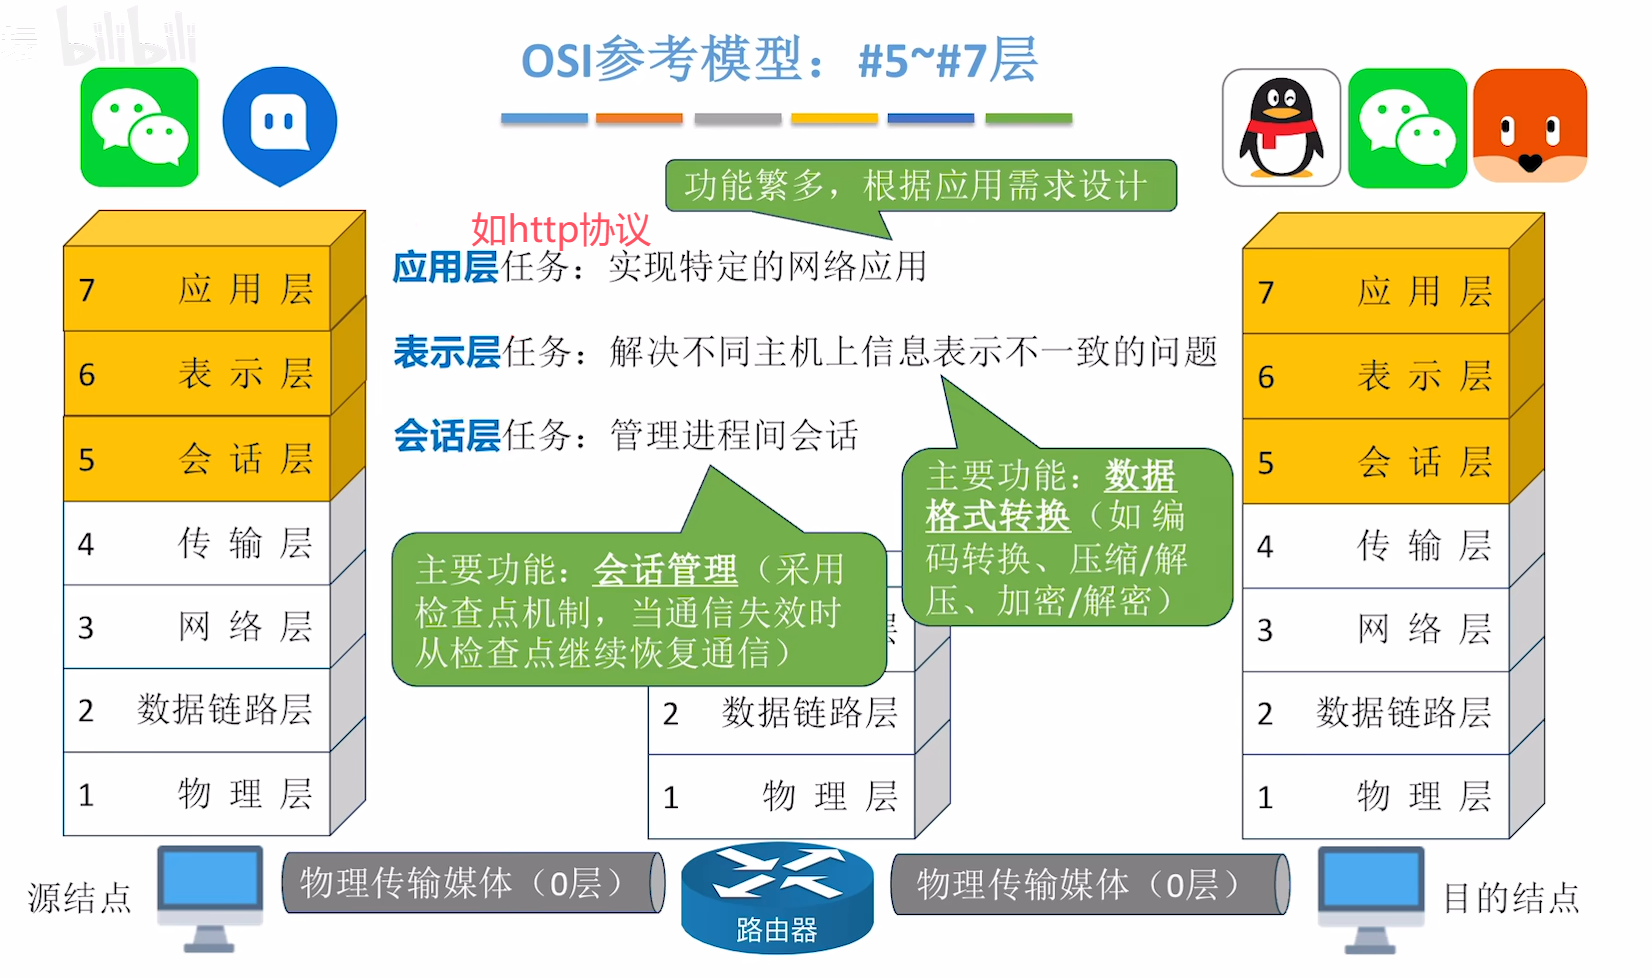 bilibili
OSI参考模型：#5~#7层
功能繁多，根据应用需求设计
如http协议
应用层任务：实现特定的网络应用
表示层任务：解决不同主机上信息表示不一致的问题
会话层任务：管理进程间会话
主要功能：数据
格式转换（如 编
码转换、压缩/解
压、加密/解密）
主要功能：会话管理（采用
检查点机制，当通信失效时
从检查点继续恢复通信）
7 应用层
6 表示层
5 会话层
4 传输层
3 网络层
2 数据链路层
1 物理层
层
2 数据链路层
1 物理层
7 应用层
6 表示层
5 会话层
4 传输层
3 网络层
2 数据链路层
1 物理层
源结点
物理传输媒体（0层）
路由器
物理传输媒体（0层）
目的结点